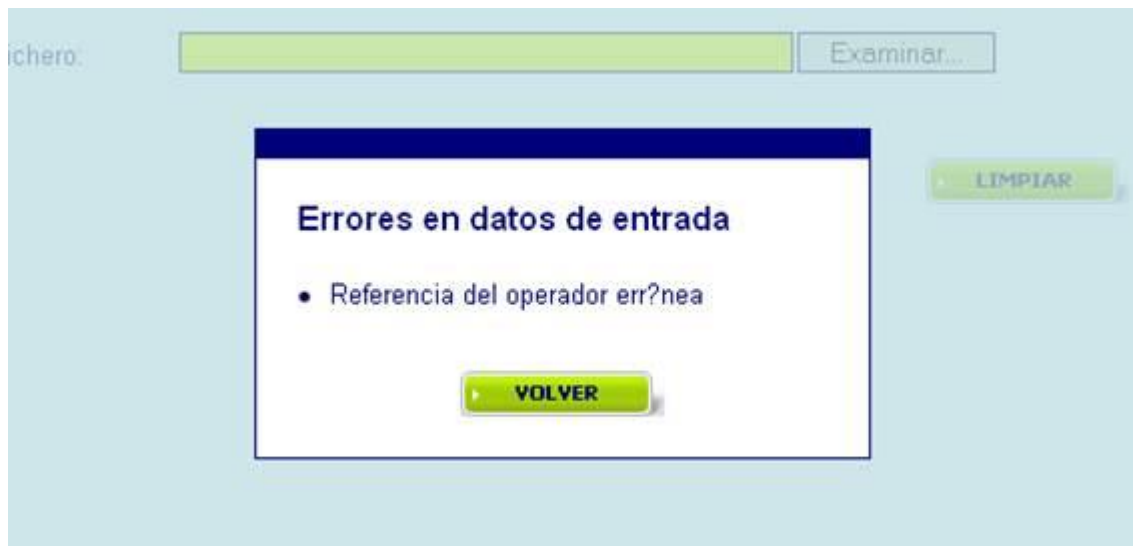 ichero:
Examinar...
LIMPIAR
Errores en datos de entrada
• Referencia del operador err?nea
VOLVER